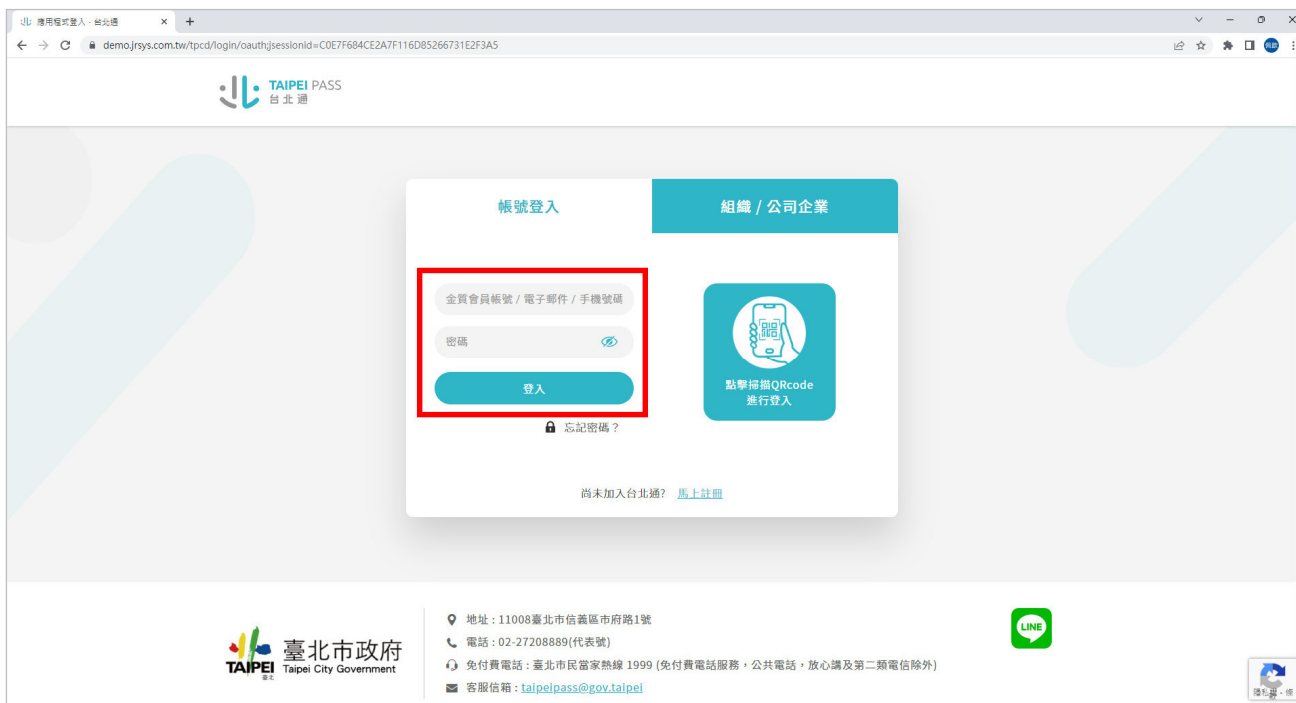 應用程式登入 - 台北通
demo.jrsys.com.tw/tpcd/login/oauth;jsessionid=C0E7F684CE2A7F116D85266731E2F3A5
TAIPEI PASS
台北通
帳號登入
組織 / 公司企業
金質會員帳號 / 電子郵件 / 手機號碼
密碼
登入
忘記密碼？
點擊掃描QRcode
進行登入
尚未加入台北通? 馬上註冊
臺北市政府
TAIPEI Taipei City Government
臺北
地址 : 11008臺北市信義區市府路1號
電話 : 02-27208889(代表號)
免付費電話 : 臺北市民當家熱線 1999 (免付費電話服務，公共電話，放心講及第二類電信除外)
客服信箱 : taipeipass@gov.taipei
LINE
隱私權 - 條